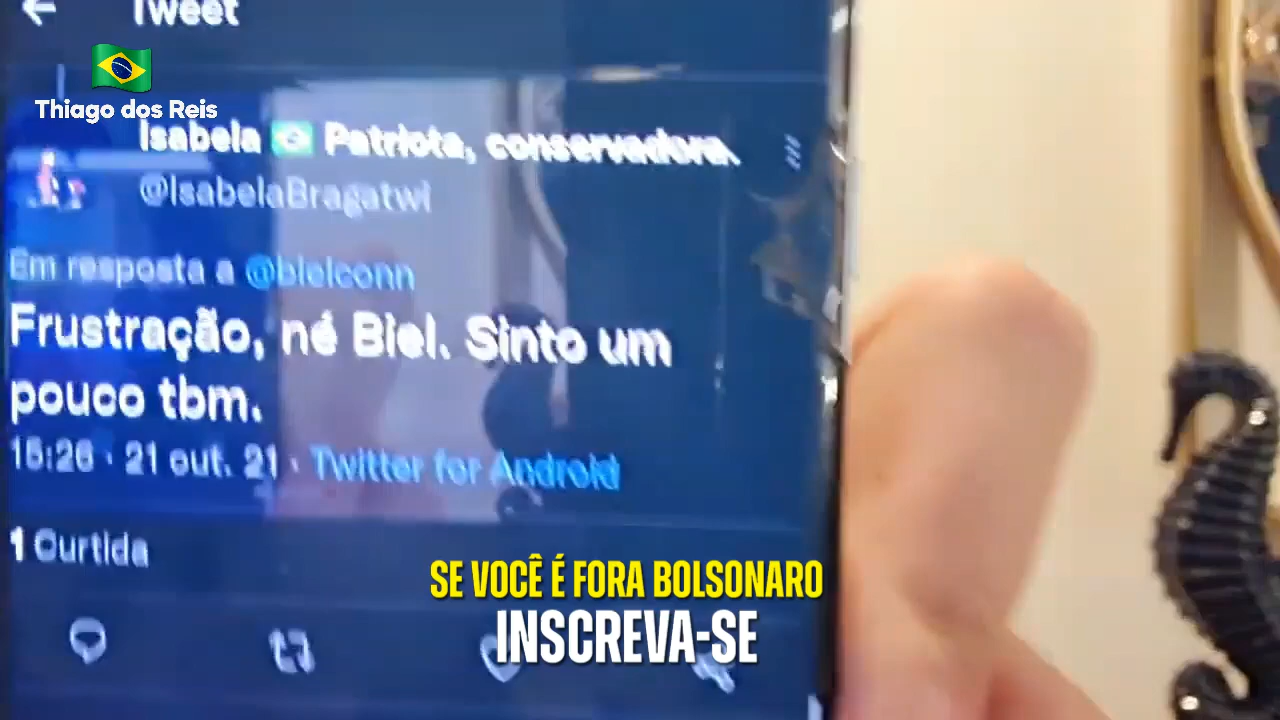 Tweet
Thiago dos Reis
Isabela 🇧🇷 Patriota, conservadora.
@IsabelaBragatwi
Em resposta a @bielconn
Frustração, né Biel. Sinto um
pouco tbm.
15:26 · 21 out. 21 · Twitter for Android
1 Curtida
SE VOCÊ É FORA BOLSONARO
INSCREVA-SE